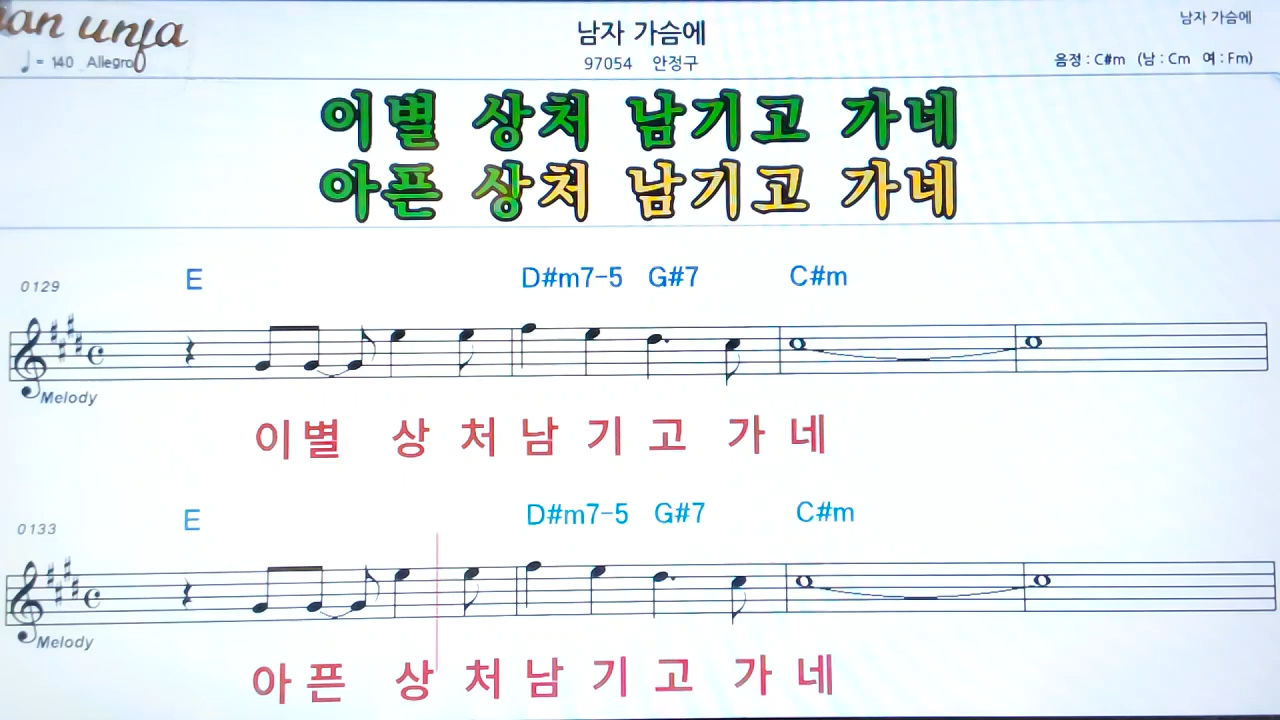 남자 가슴에
남자 가슴에
= 140 Allegro
97054 안정구
음정 : C#m (남 : Cm 여 : Fm)
이별 상처 남기고 가네
아픈 상처 남기고 가네
0129 E D#m7-5 G#7 C#m
Melody
이 별 상 처 남 기 고 가 네
0133 E D#m7-5 G#7 C#m
Melody
아 픈 상 처 남 기 고 가 네